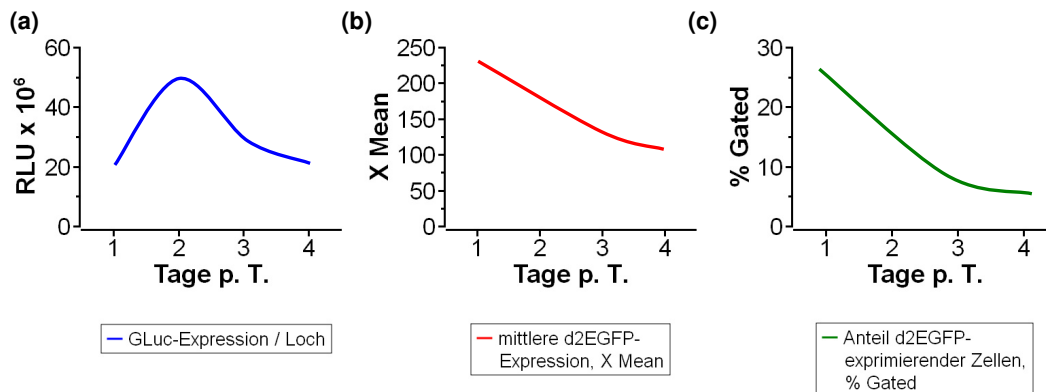 (a)
RLU x 10⁶
60
40
20
0
1 2 3 4
Tage p. T.
GLuc-Expression / Loch
(b)
X Mean
250
200
150
100
50
0
1 2 3 4
Tage p. T.
mittlere d2EGFP-
Expression, X Mean
(c)
% Gated
30
20
10
0
1 2 3 4
Tage p. T.
Anteil d2EGFP-
exprimierender Zellen,
% Gated